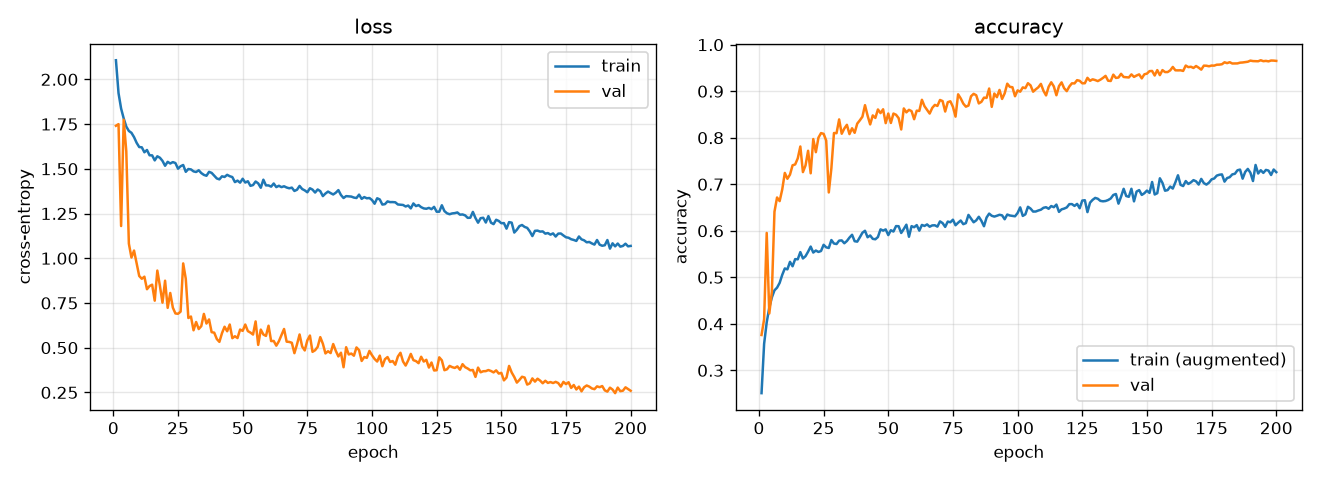 loss
train
val
2.00
1.75
1.50
1.25
1.00
0.75
0.50
0.25
cross-entropy
0 25 50 75 100 125 150 175 200
epoch
accuracy
1.0
0.9
0.8
0.7
0.6
0.5
0.4
0.3
accuracy
train (augmented)
val
0 25 50 75 100 125 150 175 200
epoch